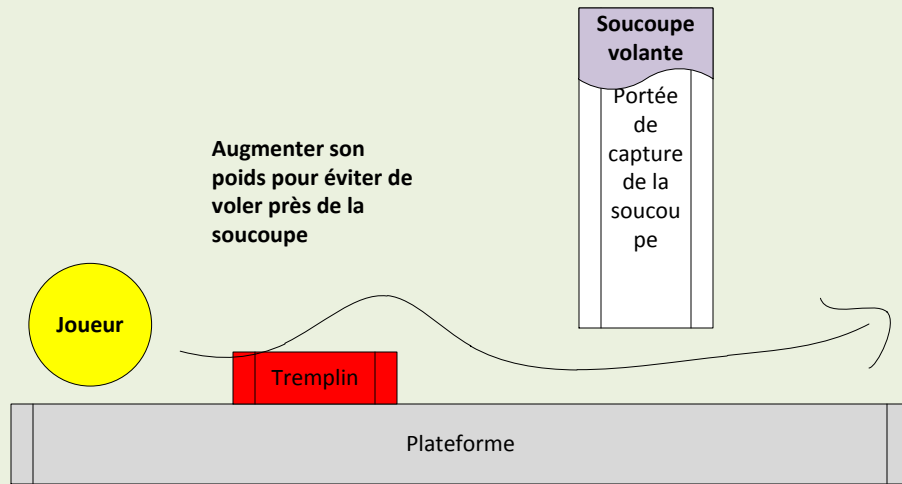 Soucoupe
volante
Portée
de
capture
de la
soucou
pe
Augmenter son
poids pour éviter de
voler près de la
soucoupe
Joueur
Tremplin
Plateforme